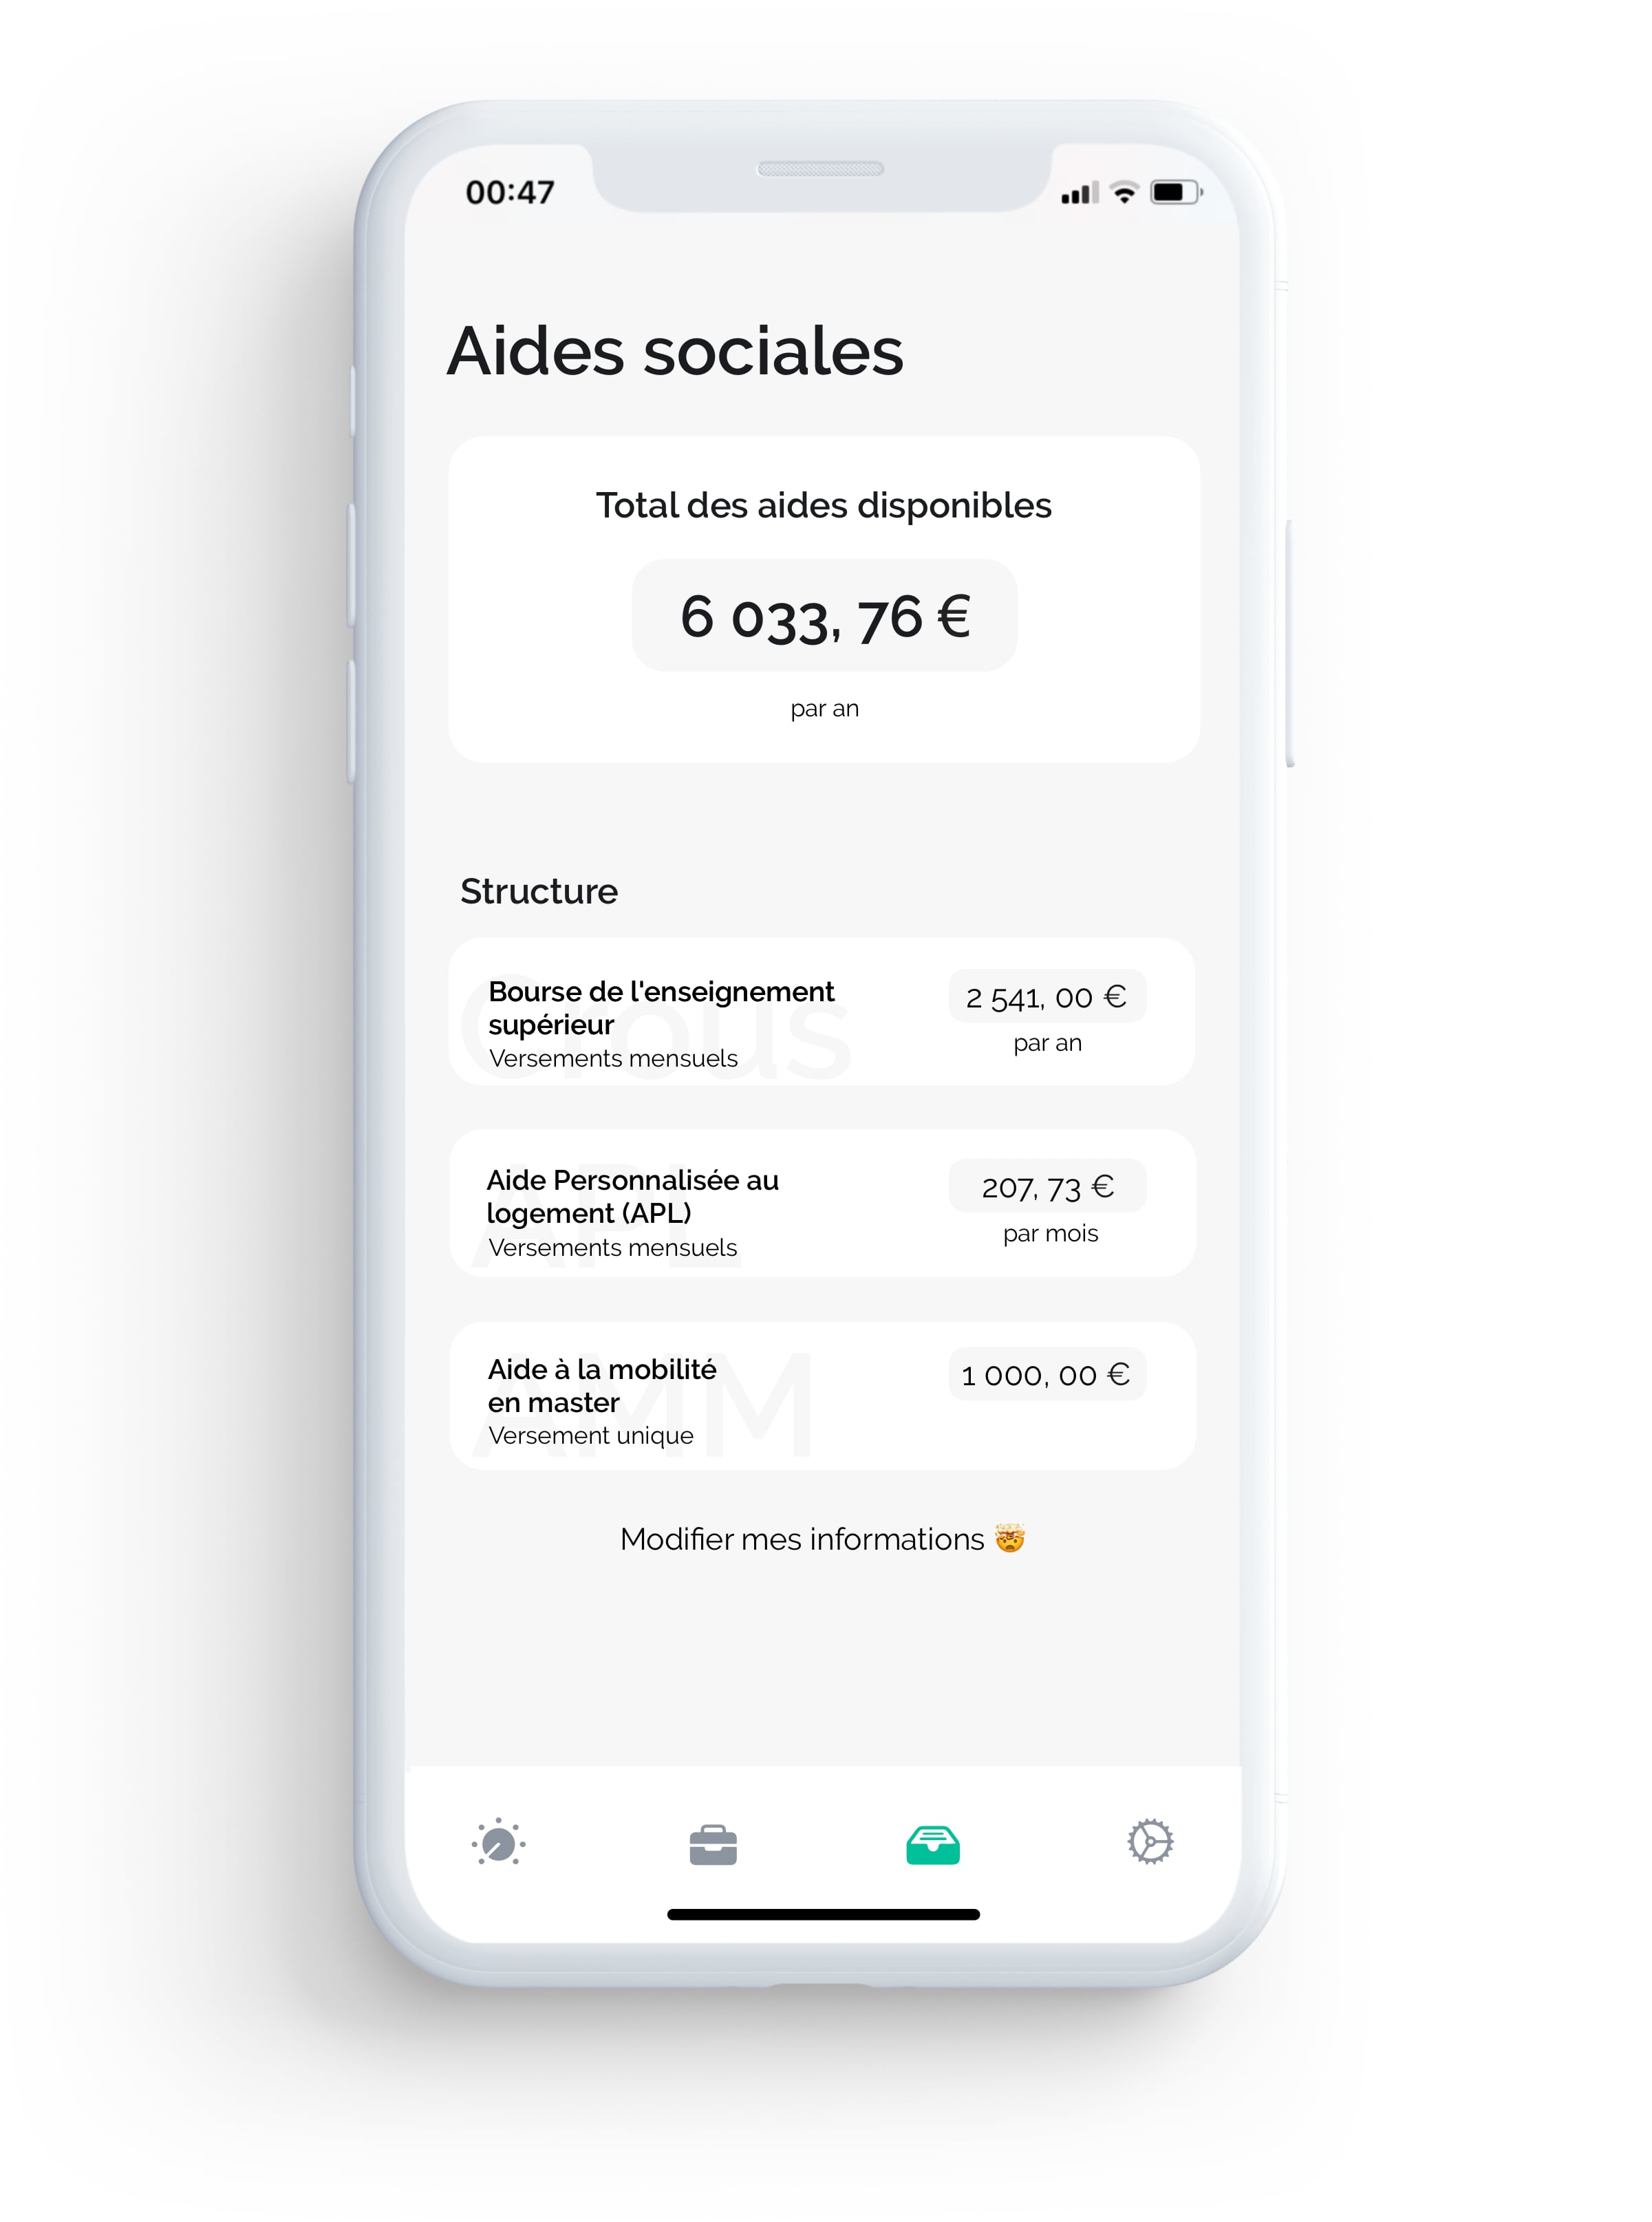 00:47
Aides sociales
Total des aides disponibles
6 033, 76 €
par an
Structure
Crous
Bourse de l'enseignement
supérieur
Versements mensuels
2 541, 00 €
par an
APL
Aide Personnalisée au
logement (APL)
Versements mensuels
207, 73 €
par mois
AMM
Aide à la mobilité
en master
Versement unique
1 000, 00 €
Modifier mes informations 🤯